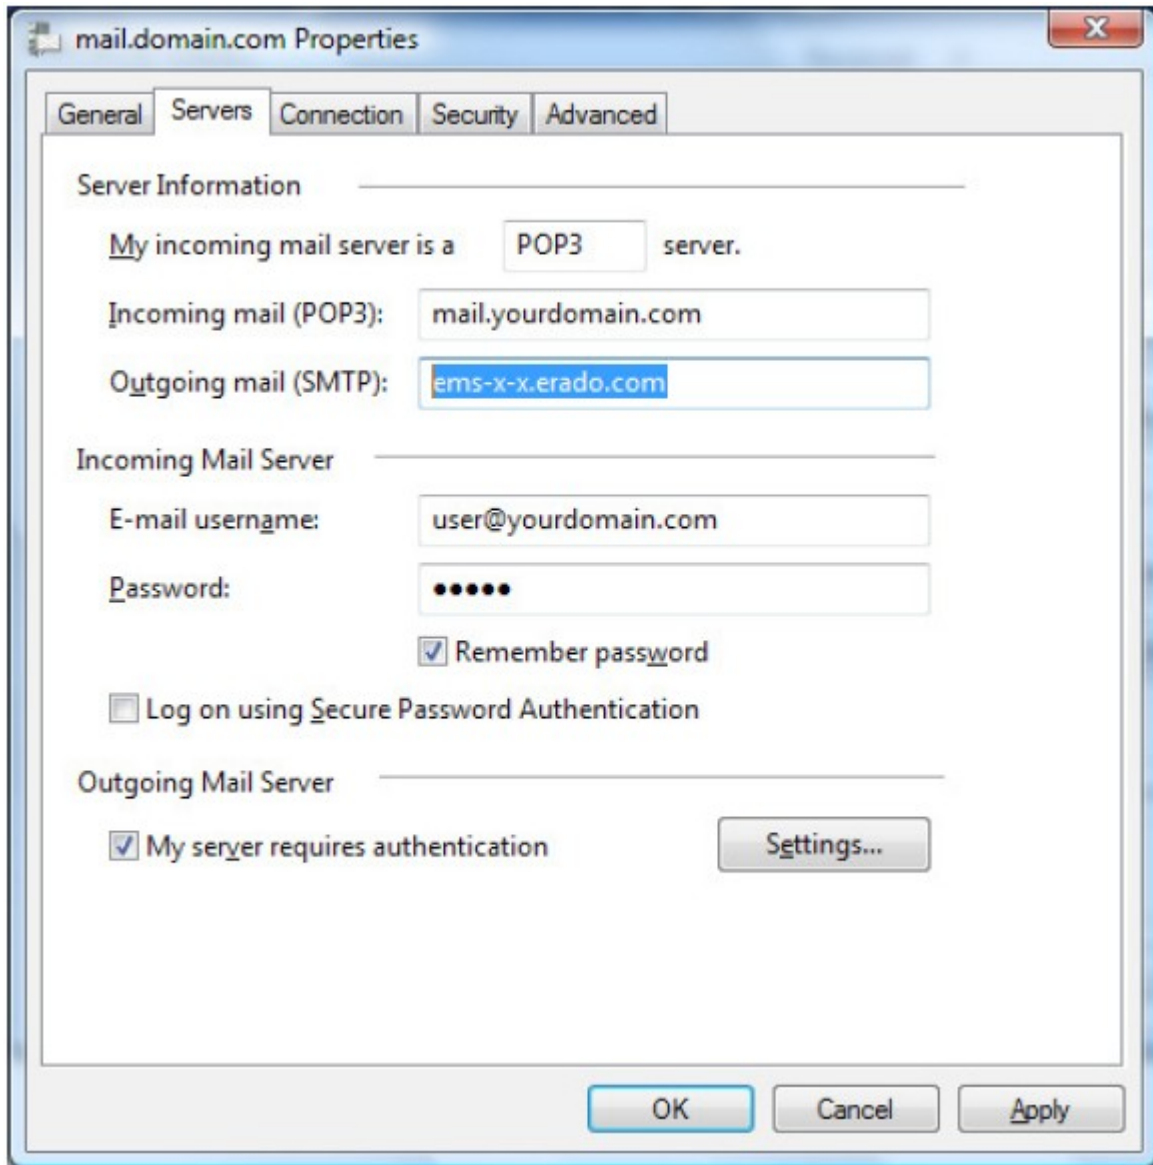 mail.domain.com Properties
General Servers Connection Security Advanced
Server Information
My incoming mail server is a POP3 server.
Incoming mail (POP3): mail.yourdomain.com
Outgoing mail (SMTP): ems-x-x.erado.com
Incoming Mail Server
E-mail username: user@yourdomain.com
Password: •••••
Remember password
Log on using Secure Password Authentication
Outgoing Mail Server
My server requires authentication Settings...
OK Cancel Apply